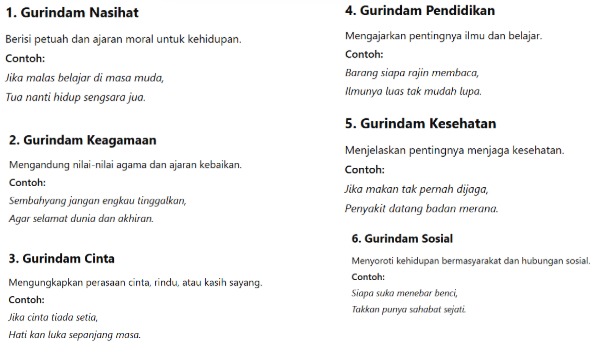 1. Gurindam Nasihat
Berisi petuah dan ajaran moral untuk kehidupan.
Contoh:
Jika malas belajar di masa muda,
Tua nanti hidup sengsara jua.
2. Gurindam Keagamaan
Mengandung nilai-nilai agama dan ajaran kebaikan.
Contoh:
Sembahyang jangan engkau tinggalkan,
Agar selamat dunia dan akhiran.
3. Gurindam Cinta
Mengungkapkan perasaan cinta, rindu, atau kasih sayang.
Contoh:
Jika cinta tiada setia,
Hati kan luka sepanjang masa.
4. Gurindam Pendidikan
Mengajarkan pentingnya ilmu dan belajar.
Contoh:
Barang siapa rajin membaca,
Ilmunya luas tak mudah lupa.
5. Gurindam Kesehatan
Menjelaskan pentingnya menjaga kesehatan.
Contoh:
Jika makan tak pernah dijaga,
Penyakit datang badan merana.
6. Gurindam Sosial
Menyoroti kehidupan bermasyarakat dan hubungan sosial.
Contoh:
Siapa suka menebar benci,
Takkan punya sahabat sejati.